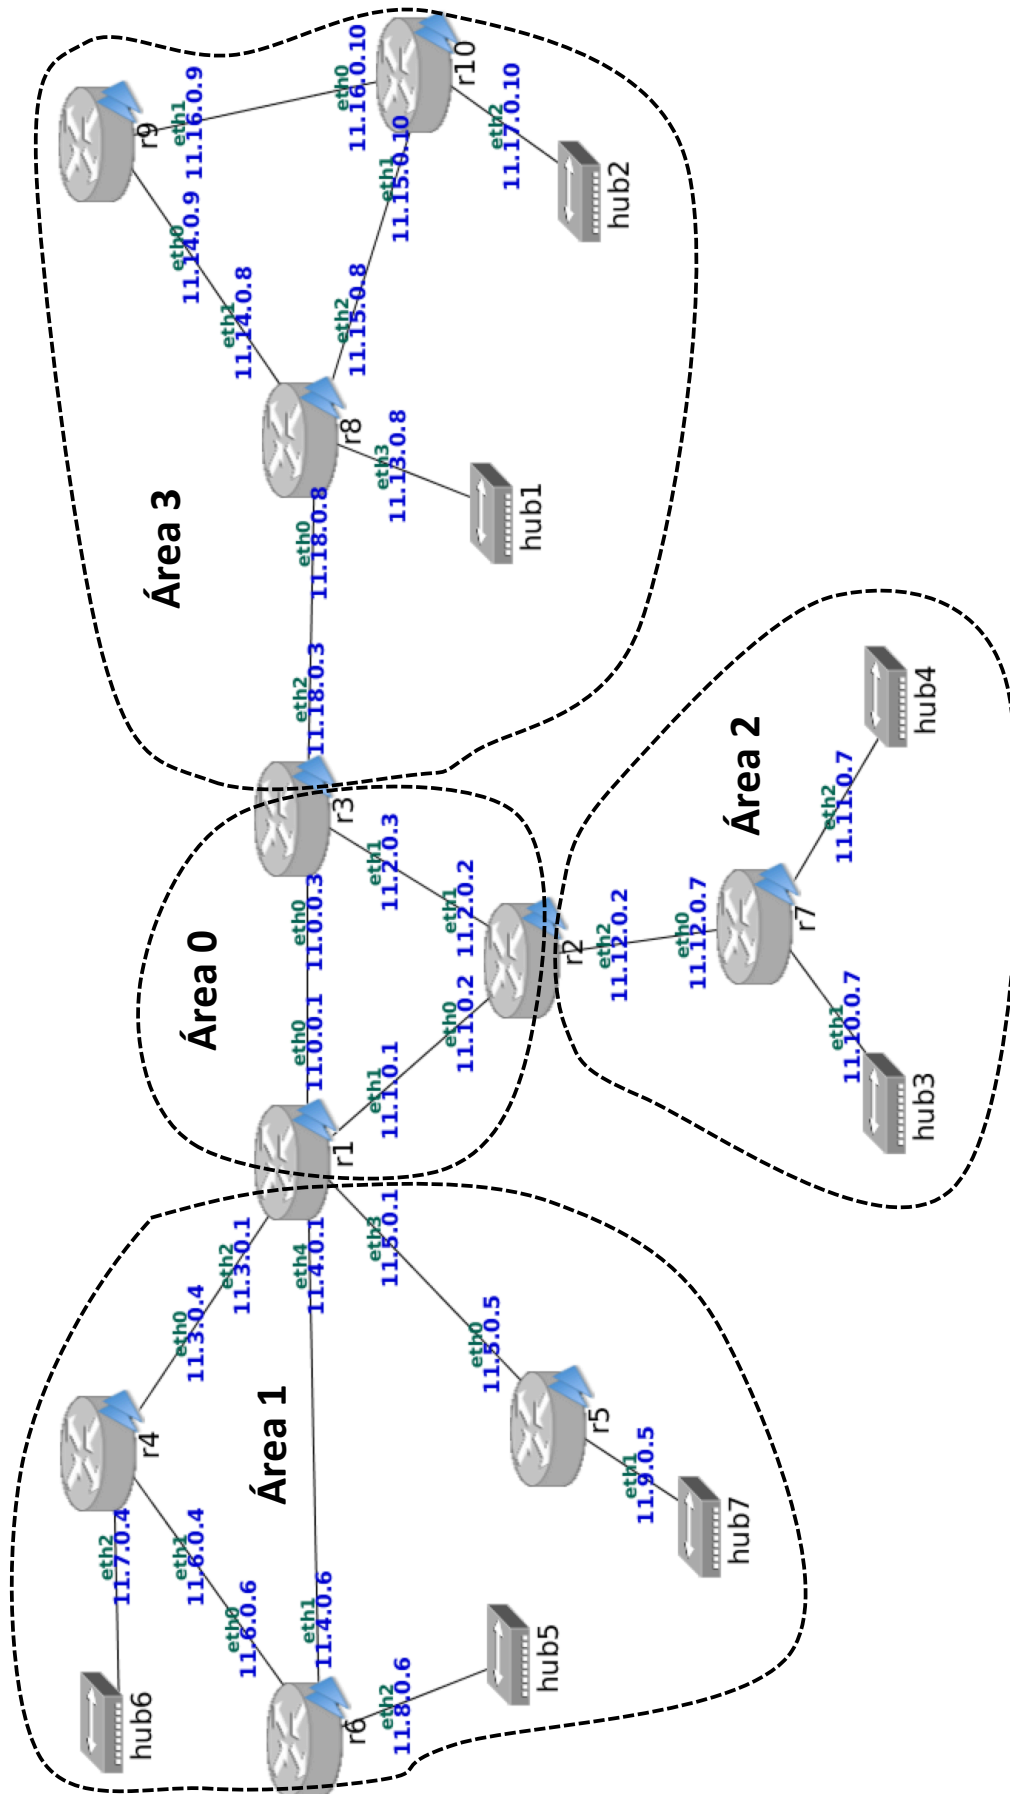 Área 1
Área 0
Área 3
Área 2
hub6
eth2
11.7.0.4
r4
eth0
11.3.0.4
eth1
11.6.0.4
eth0
11.6.0.6
r6
eth1
11.4.0.6
eth2
11.8.0.6
hub5
r5
eth0
11.5.0.5
eth1
11.9.0.5
hub7
r1
eth2
11.3.0.1
eth4
11.4.0.1
eth3
11.5.0.1
eth0
11.0.0.1
eth1
11.1.0.1
r2
eth0
11.1.0.2
eth1
11.2.0.2
eth2
11.12.0.2
r3
eth0
11.0.0.3
eth1
11.2.0.3
eth2
11.18.0.3
r7
eth0
11.12.0.7
eth1
11.10.0.7
hub3
eth2
11.11.0.7
hub4
r8
eth0
11.18.0.8
eth1
11.14.0.8
eth2
11.15.0.8
eth3
11.13.0.8
hub1
r9
eth0
11.14.0.9
eth1
11.16.0.9
r10
eth0
11.16.0.10
eth1
11.15.0.10
eth2
11.17.0.10
hub2